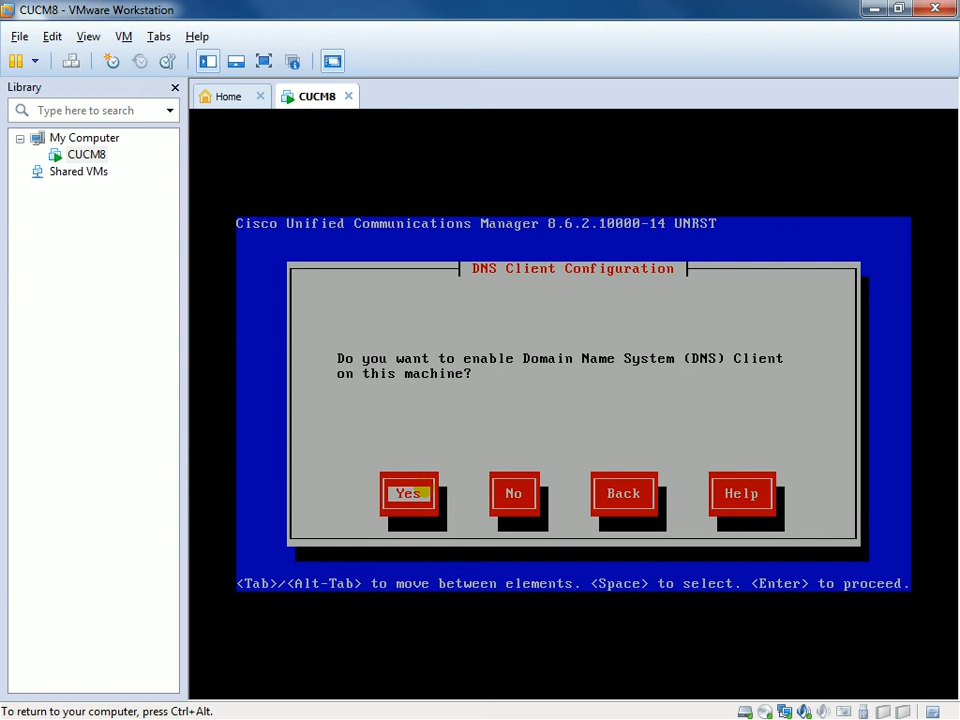 CUCM8 - VMware Workstation
File Edit View VM Tabs Help
Library
Type here to search
My Computer
CUCM8
Shared VMs
Home
CUCM8
Cisco Unified Communications Manager 8.6.2.10000-14 UNRST
DNS Client Configuration
Do you want to enable Domain Name System (DNS) Client
on this machine?
Yes No Back Help
<Tab>/<Alt-Tab> to move between elements. <Space> to select. <Enter> to proceed.
To return to your computer, press Ctrl+Alt.